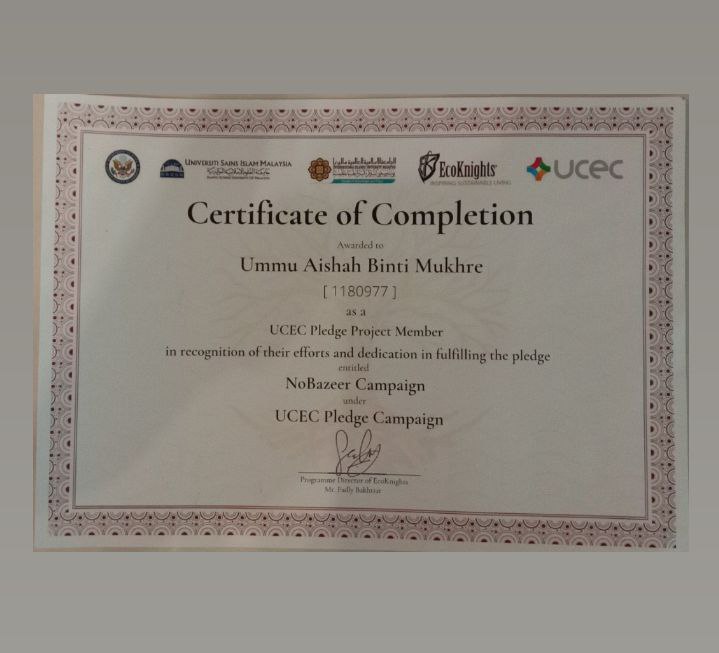 UNIVERSITI SAINS ISLAM MALAYSIA
EcoKnights
INSPIRING SUSTAINABLE LIVING
ucec
Certificate of Completion
Awarded to
Ummu Aishah Binti Mukhre
[ 1180977 ]
as a
UCEC Pledge Project Member
in recognition of their efforts and dedication in fulfilling the pledge
entitled
NoBazeer Campaign
under
UCEC Pledge Campaign
Programme Director of EcoKnights
Mr. Fadly Bakhtiar